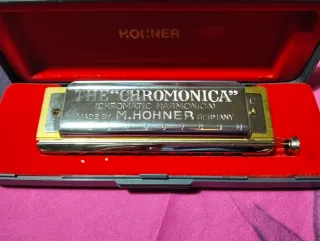 HOHNER
THE "CHROMONICA"
(CHROMATIC HARMONICA)
MADE BY M. HOHNER GERMANY
C